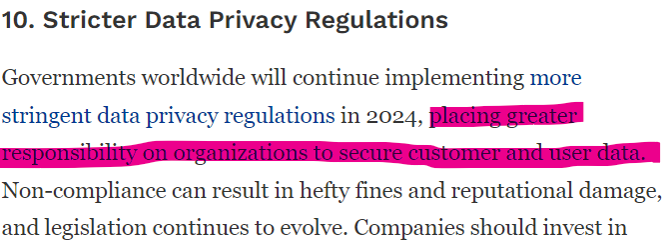 10. Stricter Data Privacy Regulations
Governments worldwide will continue implementing more
stringent data privacy regulations in 2024, placing greater
responsibility on organizations to secure customer and user data.
Non-compliance can result in hefty fines and reputational damage,
and legislation continues to evolve. Companies should invest in